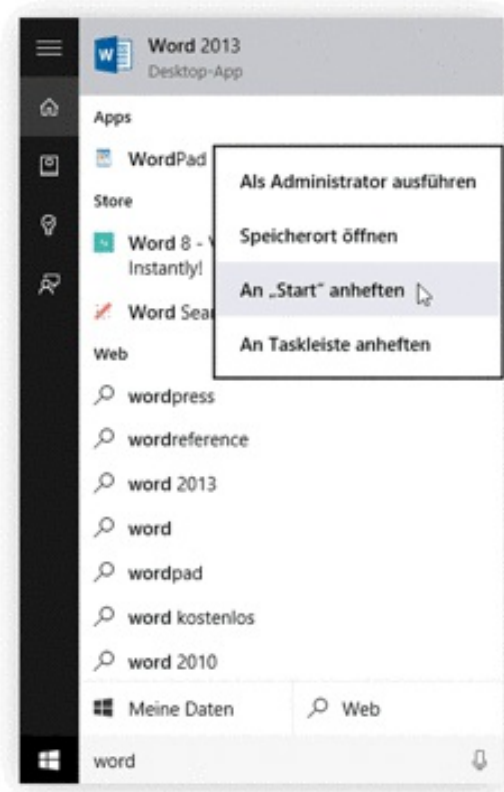 Word 2013
Desktop-App
Apps
WordPad
Store
Word 8 -
Instantly!
Word
Web
wordpress
wordreference
word 2013
word
wordpad
word kostenlos
word 2010
Meine Daten
Web
word
Als Administrator ausführen
Speicherort öffnen
An „Start“ anheften
An Taskleiste anheften